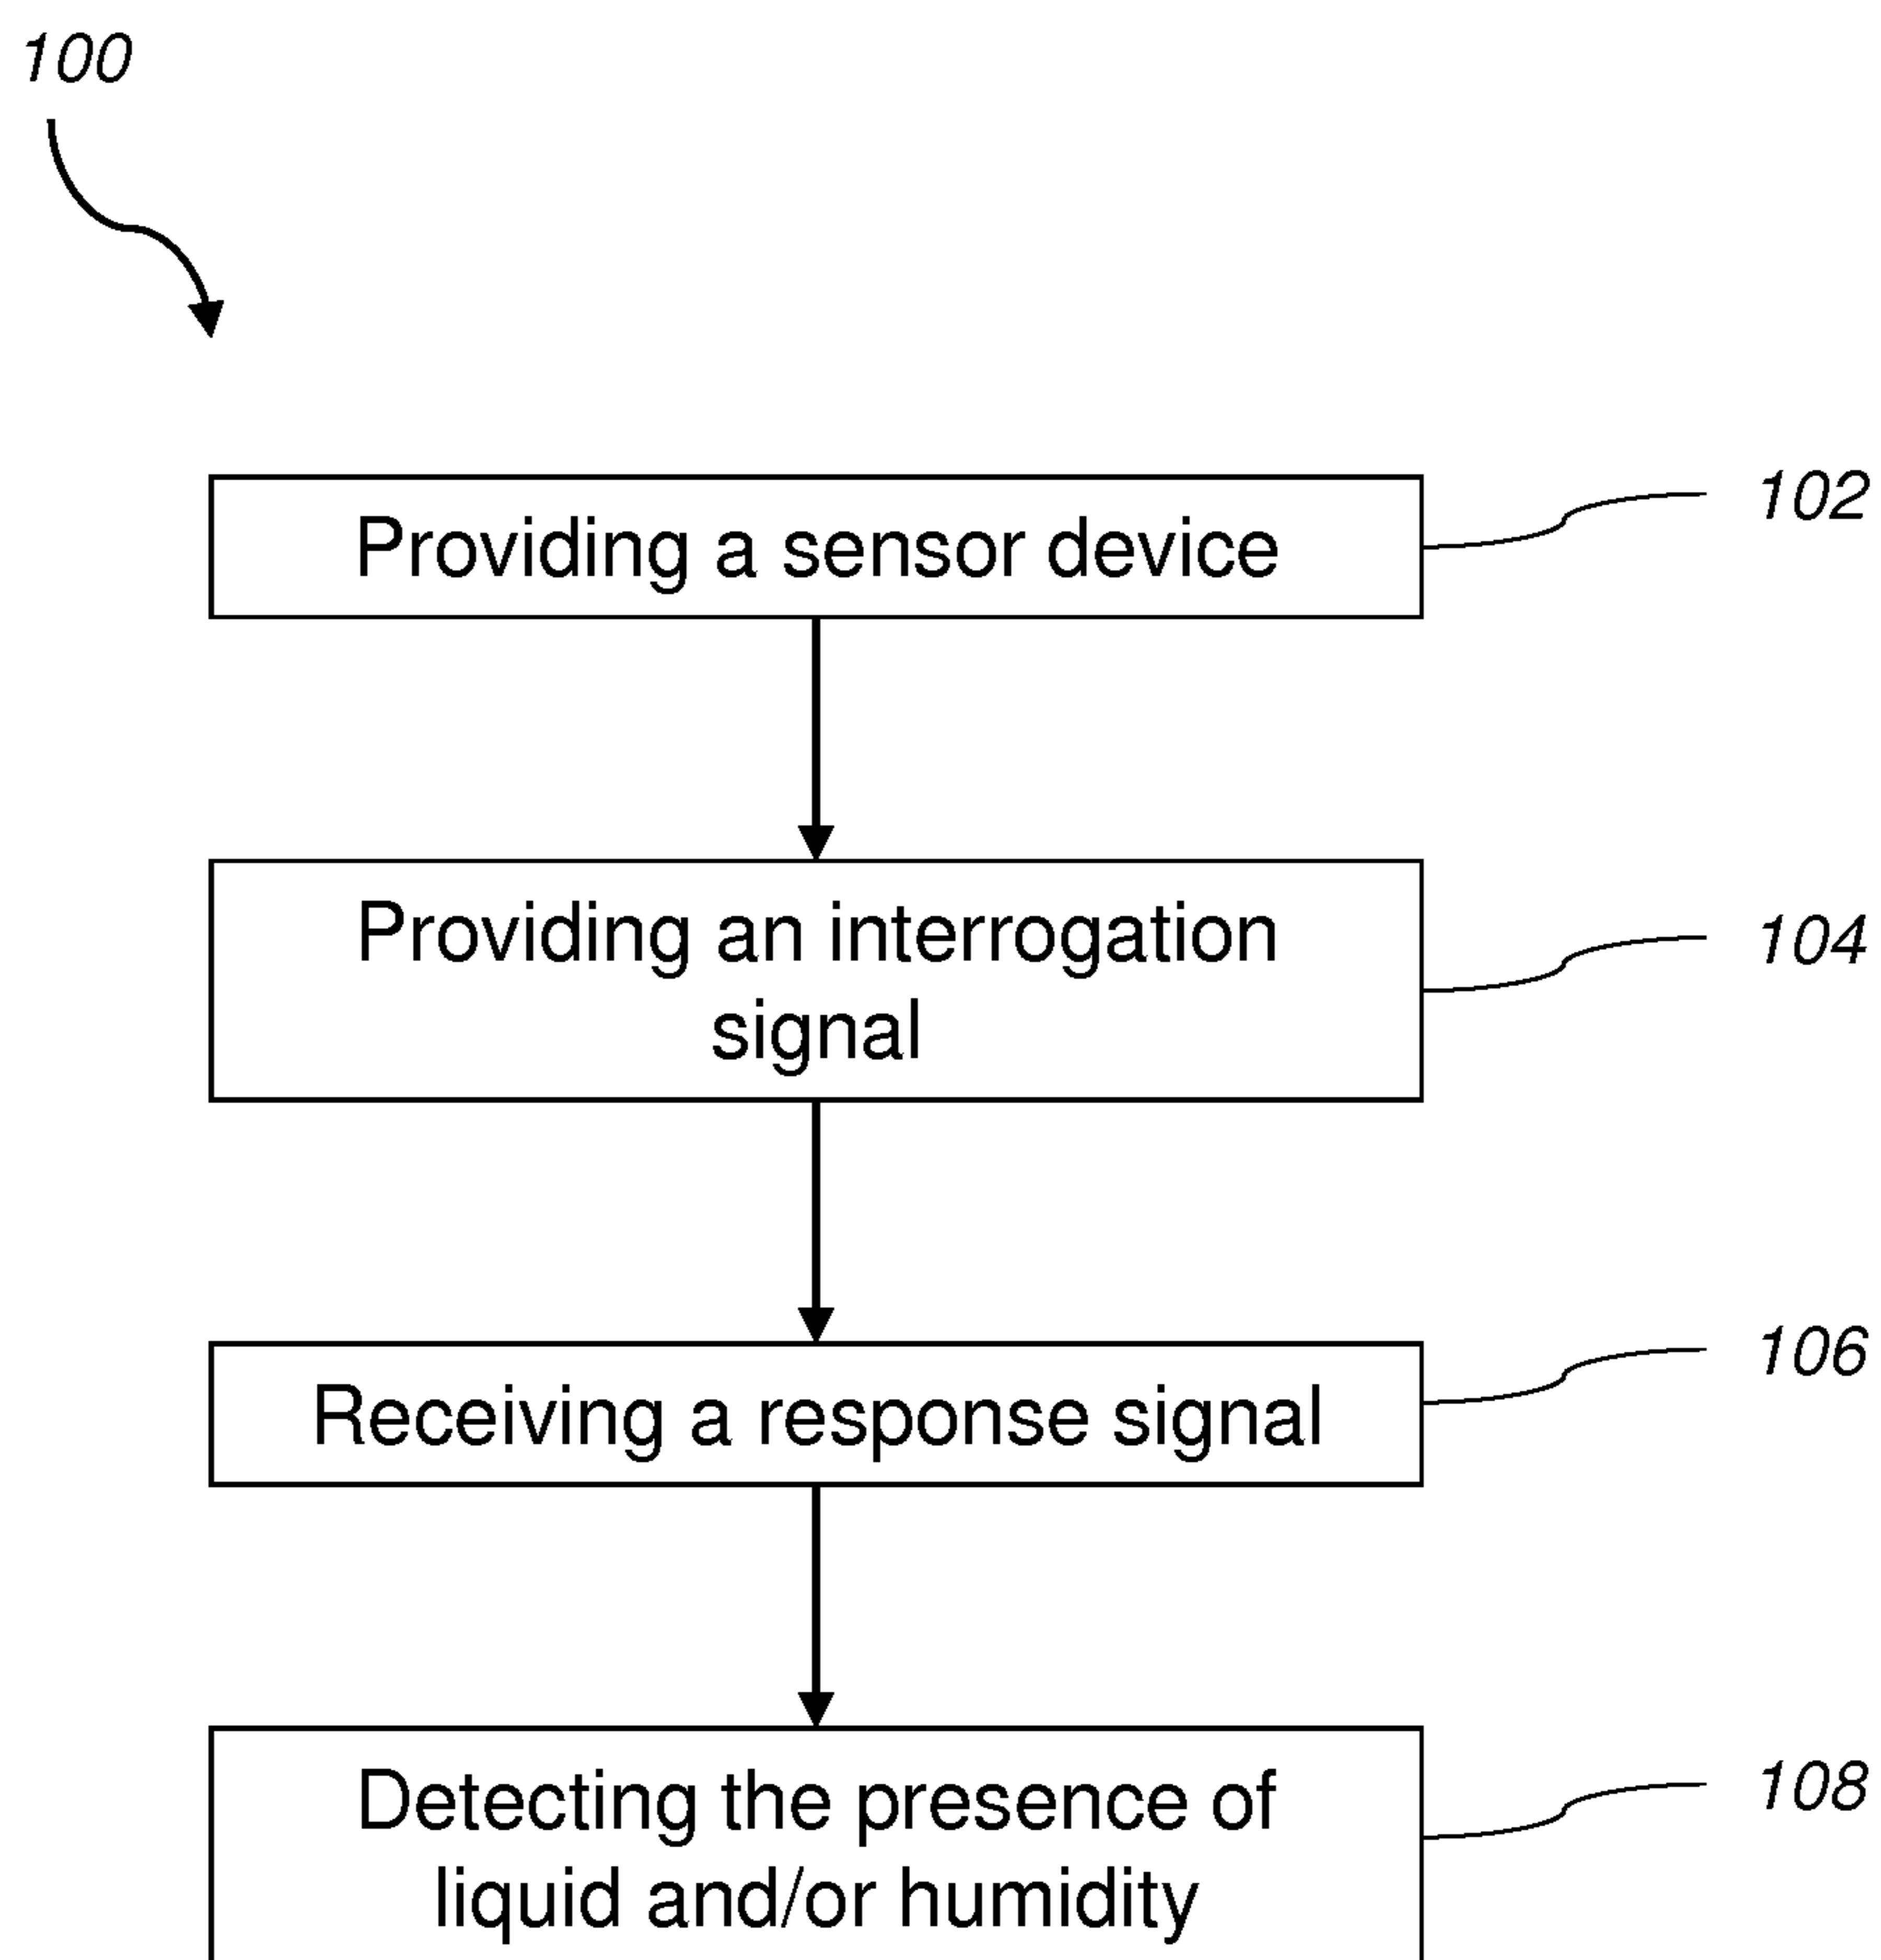 100
Providing a sensor device
102
Providing an interrogation
signal
104
Receiving a response signal
106
Detecting the presence of
liquid and/or humidity
108